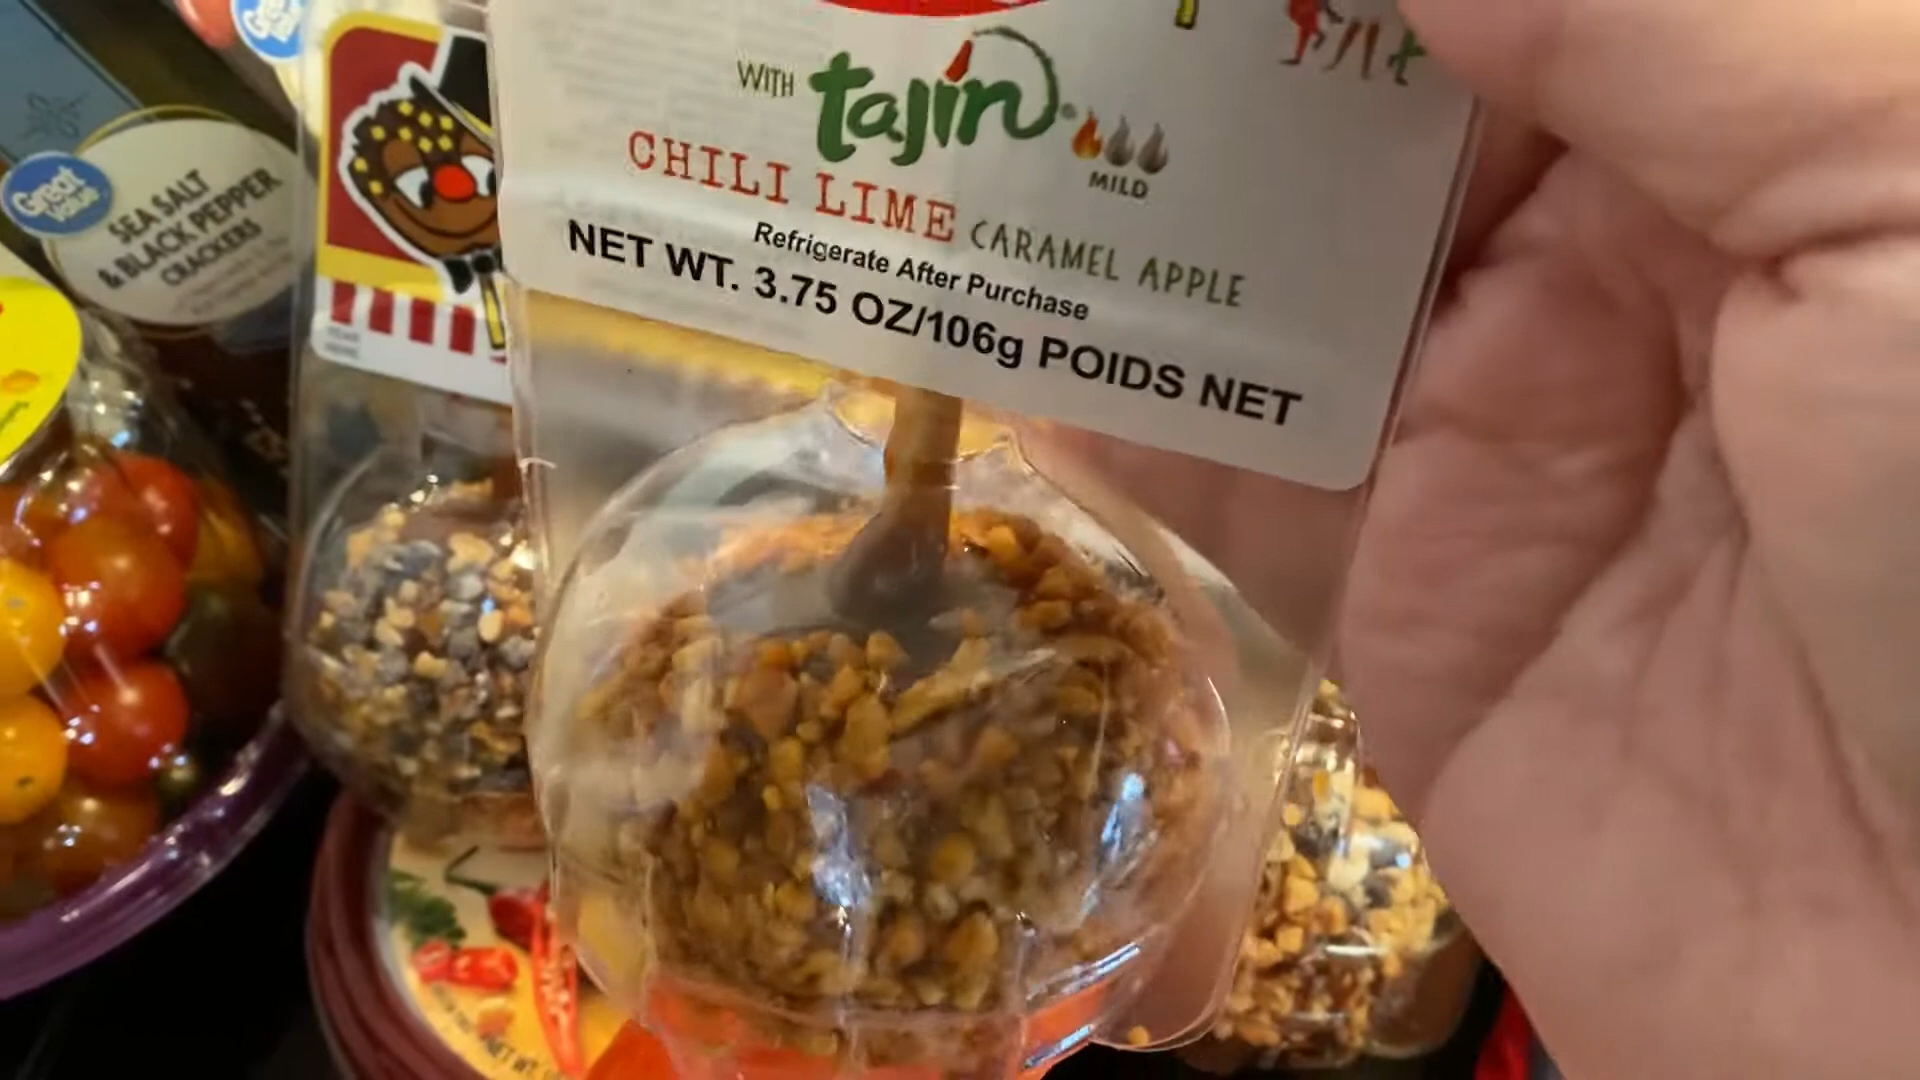 WITH tajín®
MILD
CHILI LIME CARAMEL APPLE
Refrigerate After Purchase
NET WT. 3.75 OZ/106g POIDS NET
Great Value
SEA SALT
& BLACK PEPPER
CRACKERS